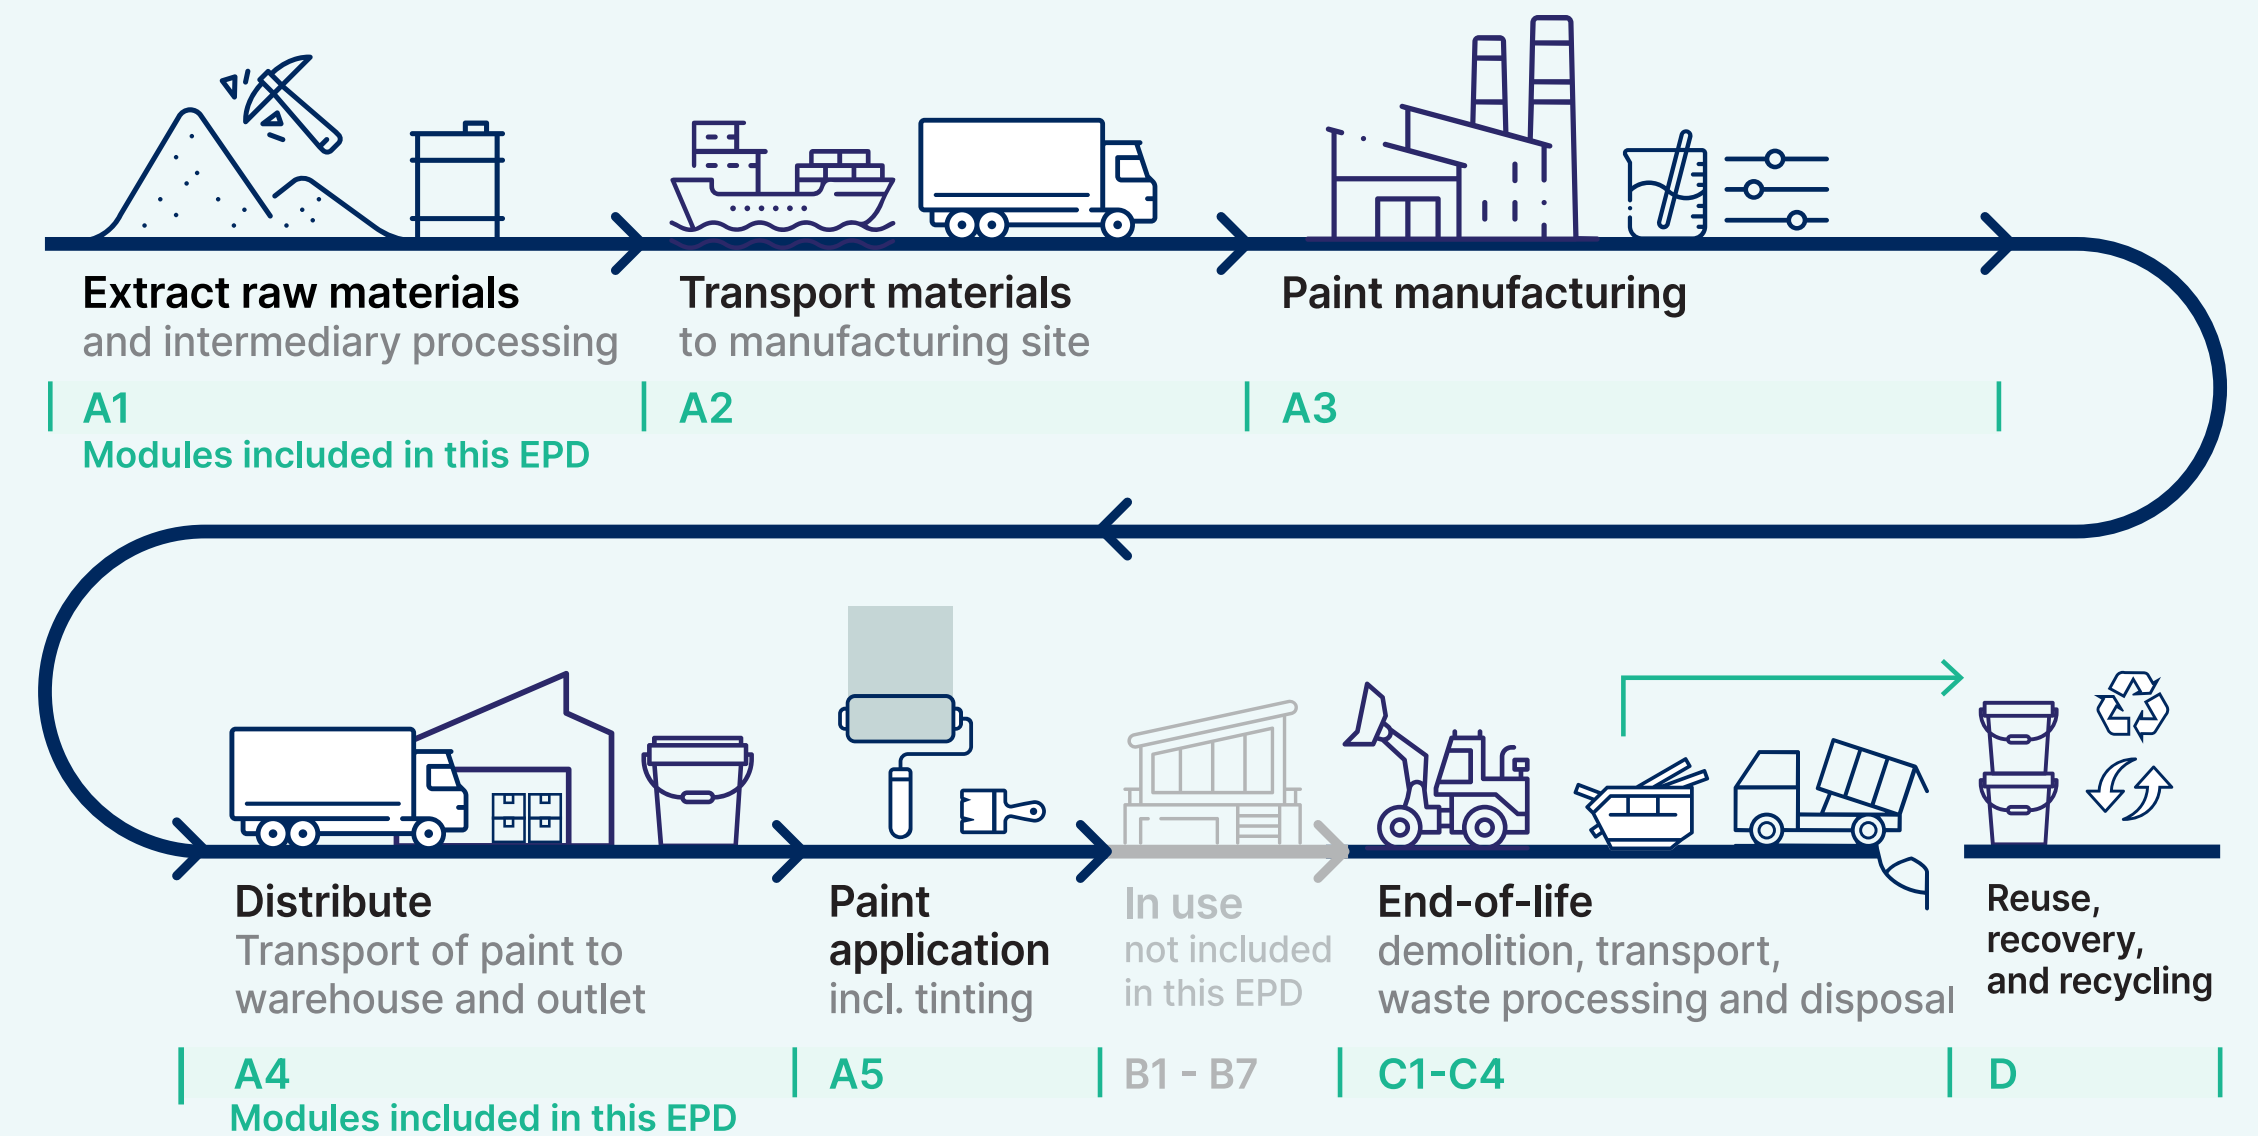 Extract raw materials
and intermediary processing
A1
Modules included in this EPD
Transport materials
to manufacturing site
A2
Paint manufacturing
A3
Distribute
Transport of paint to
warehouse and outlet
A4
Modules included in this EPD
Paint
application
incl. tinting
A5
In use
not included
in this EPD
B1 - B7
End-of-life
demolition, transport,
waste processing and disposal
C1-C4
Reuse,
recovery,
and recycling
D